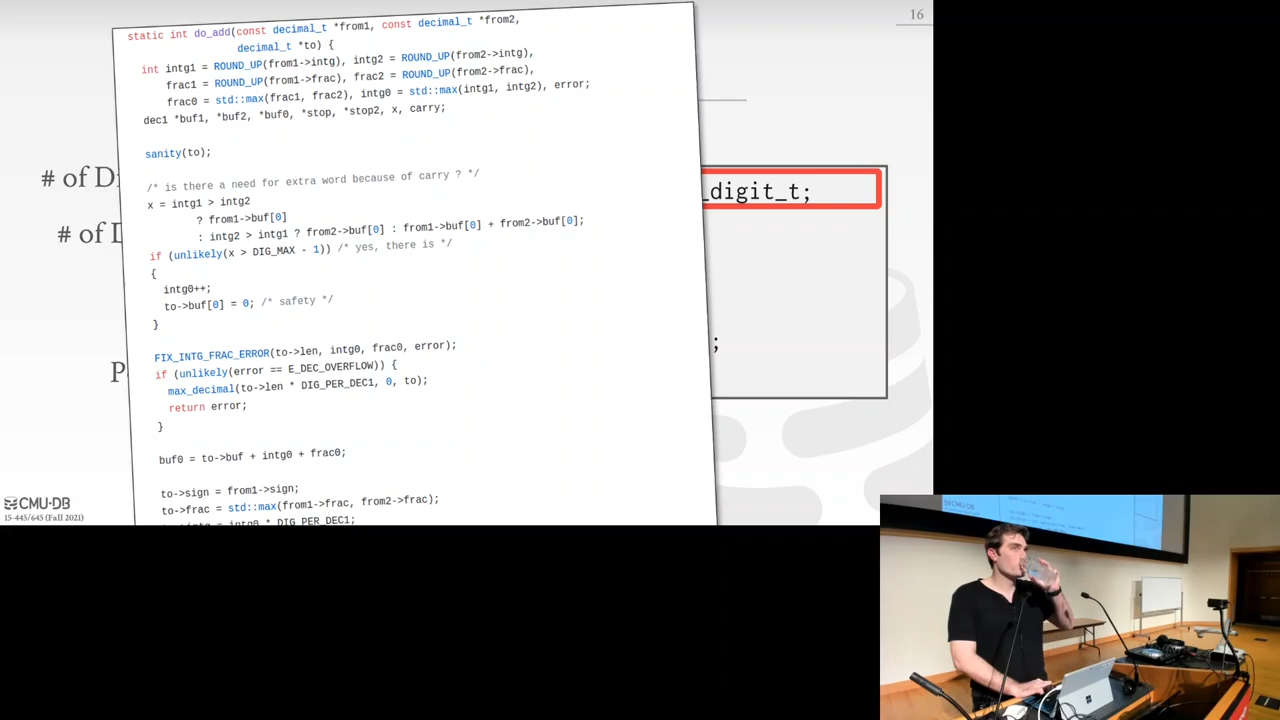 16
static int do_add(const decimal_t *from1, const decimal_t *from2,
decimal_t *to) {
int intg1 = ROUND_UP(from1->intg), intg2 = ROUND_UP(from2->intg),
frac1 = ROUND_UP(from1->frac), frac2 = ROUND_UP(from2->frac),
frac0 = std::max(frac1, frac2), intg0 = std::max(intg1, intg2), error;
dec1 *buf1, *buf2, *buf0, *stop, *stop2, x, carry;
sanity(to);
/* is there a need for extra word because of carry ? */
x = intg1 > intg2
? from1->buf[0]
: intg2 > intg1 ? from2->buf[0] : from1->buf[0] + from2->buf[0];
if (unlikely(x > DIG_MAX - 1)) /* yes, there is */
{
intg0++;
to->buf[0] = 0; /* safety */
}
FIX_INTG_FRAC_ERROR(to->len, intg0, frac0, error);
if (unlikely(error == E_DEC_OVERFLOW)) {
max_decimal(to->len * DIG_PER_DEC1, 0, to);
return error;
}
buf0 = to->buf + intg0 + frac0;
to->sign = from1->sign;
to->frac = std::max(from1->frac, from2->frac);
intg0 * DIG_PER_DEC1;
# of Di
# of D
P
_digit_t;
;
CMU·DB
15-445/645 (Fall 2021)